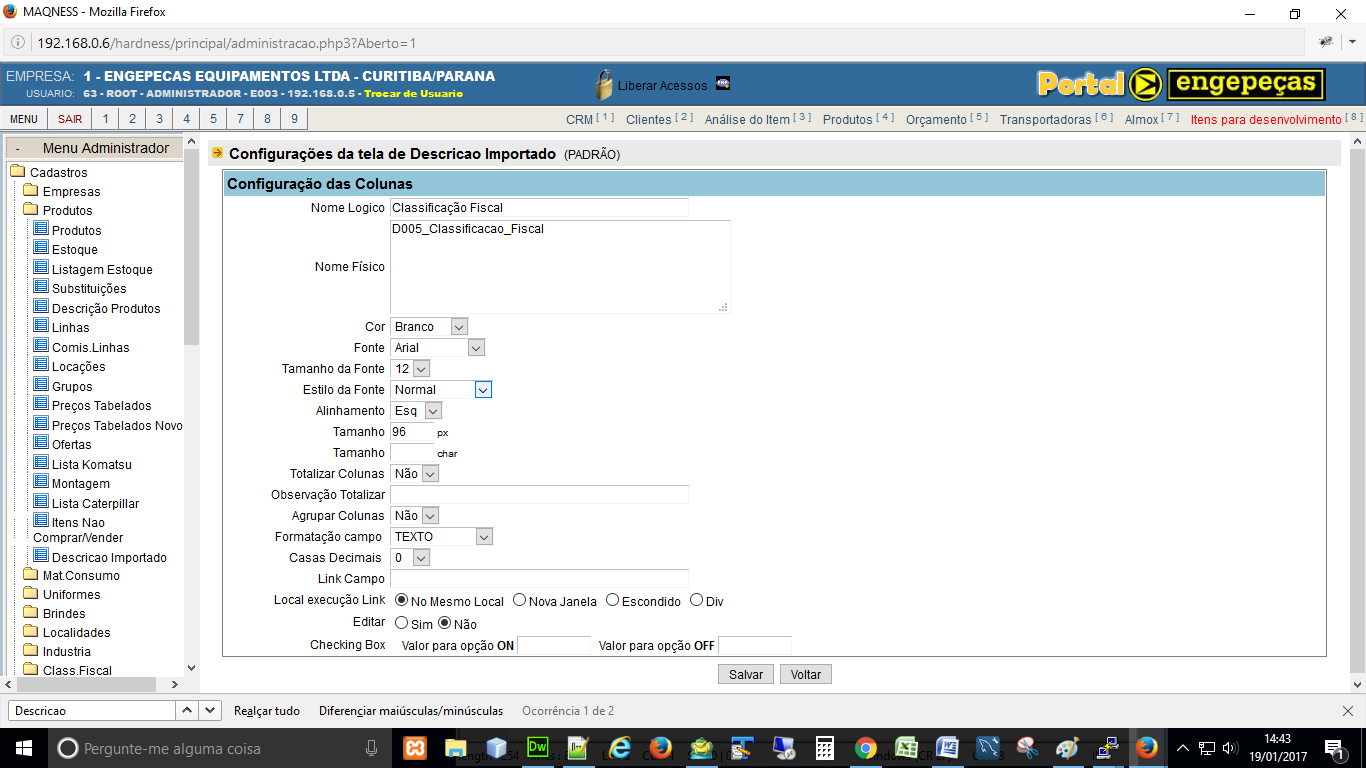 MAQNESS - Mozilla Firefox
192.168.0.6/hardness/principal/administracao.php3?Aberto=1
EMPRESA: 1 - ENGEPEÇAS EQUIPAMENTOS LTDA - CURITIBA/PARANA
USUARIO: 63 - ROOT - ADMINISTRADOR - E003 - 192.168.0.5 - Trocar de Usuario
Liberar Acessos
Portal engepeças
MENU SAIR 1 2 3 4 5 7 8 9
CRM [ 1 ] Clientes [ 2 ] Análise do Item [ 3 ] Produtos [ 4 ] Orçamento [ 5 ] Transportadoras [ 6 ] Almox [ 7 ] Itens para desenvolvimento [ 8 ]
- Menu Administrador
Cadastros
Empresas
Produtos
Produtos
Estoque
Listagem Estoque
Substituições
Descrição Produtos
Linhas
Comis.Linhas
Locações
Grupos
Preços Tabelados
Preços Tabelados Novo
Ofertas
Lista Komatsu
Montagem
Lista Caterpillar
Itens Nao
Comprar/Vender
Descricao Importado
Mat.Consumo
Uniformes
Brindes
Localidades
Industria
Class.Fiscal
Configurações da tela de Descricao Importado (PADRÃO)
Configuração das Colunas
Nome Logico Classificação Fiscal
Nome Físico D005_Classificacao_Fiscal
Cor Branco
Fonte Arial
Tamanho da Fonte 12
Estilo da Fonte Normal
Alinhamento Esq
Tamanho 96 px
Tamanho char
Totalizar Colunas Não
Observação Totalizar
Agrupar Colunas Não
Formatação campo TEXTO
Casas Decimais 0
Link Campo
Local execução Link No Mesmo Local Nova Janela Escondido Div
Editar Sim Não
Checking Box Valor para opção ON Valor para opção OFF
Salvar Voltar
Descricao Realçar tudo Diferenciar maiúsculas/minúsculas Ocorrência 1 de 2
Pergunte-me alguma coisa
Dw
14:43
19/01/2017
1